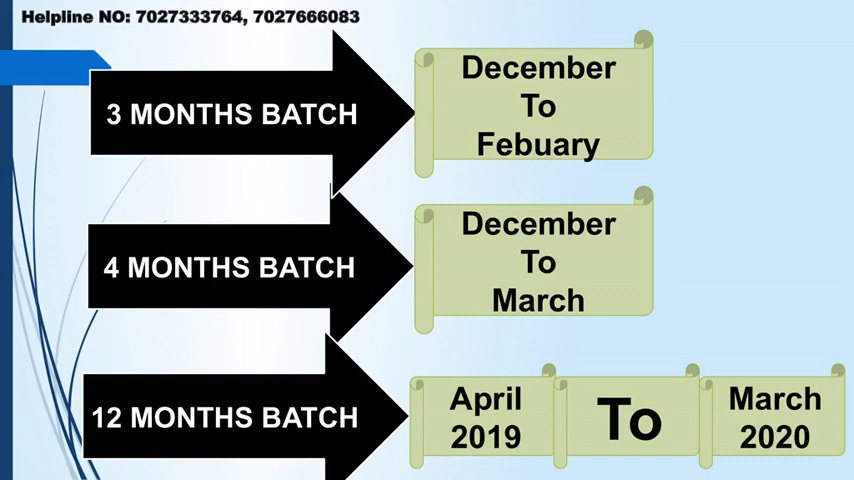 Helpline NO: 7027333764, 7027666083
3 MONTHS BATCH
December
To
Febuary
4 MONTHS BATCH
December
To
March
12 MONTHS BATCH
April
2019
To
March
2020